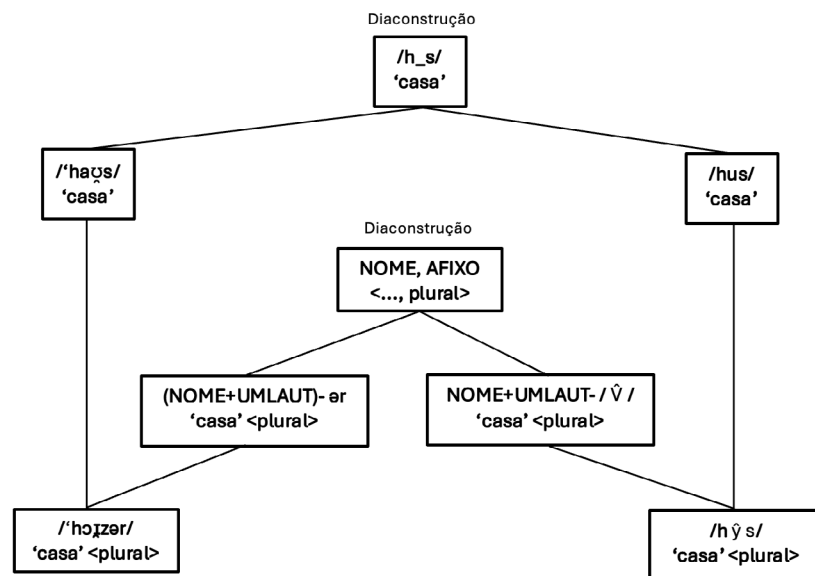 Diaconstrução
/h_s/
‘casa’
/‘haʊ̯s/
‘casa’
/hus/
‘casa’
Diaconstrução
NOME, AFIXO
<..., plural>
(NOME+UMLAUT)- ər
‘casa’ <plural>
NOME+UMLAUT- / V̂ /
‘casa’ <plural>
/‘hɔɪ̯zər/
‘casa’ <plural>
/h ŷ s/
‘casa’ <plural>